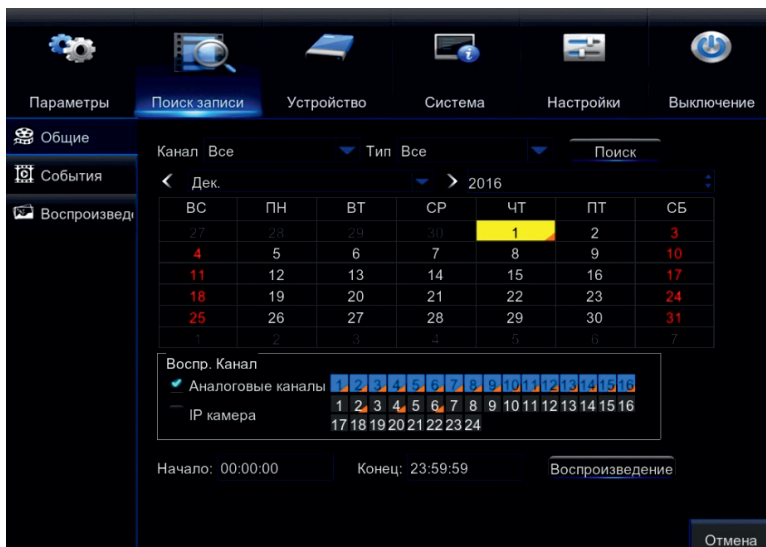 Параметры Поиск записи Устройство Система Настройки Выключение
Общие
События
Воспроизведе
Канал Все Тип Все Поиск
Дек. 2016
ВС ПН ВТ СР ЧТ ПТ СБ
27 28 29 30 1 2 3
4 5 6 7 8 9 10
11 12 13 14 15 16 17
18 19 20 21 22 23 24
25 26 27 28 29 30 31
1 2 3 4 5 6 7
Воспр. Канал
Аналоговые каналы 1 2 3 4 5 6 7 8 9 10 11 12 13 14 15 16
IP камера 1 2 3 4 5 6 7 8 9 10 11 12 13 14 15 16
17 18 19 20 21 22 23 24
Начало: 00:00:00 Конец: 23:59:59 Воспроизведение
Отмена